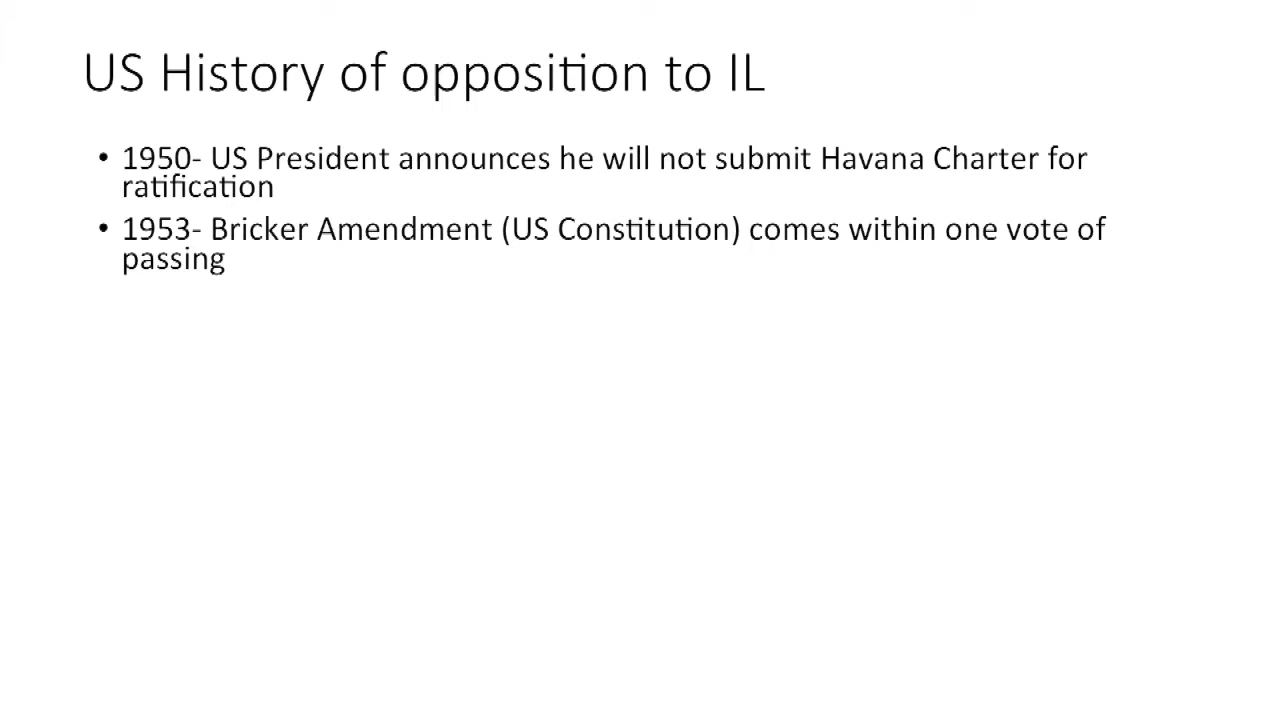 US History of opposition to IL
• 1950- US President announces he will not submit Havana Charter for
ratification
• 1953- Bricker Amendment (US Constitution) comes within one vote of
passing